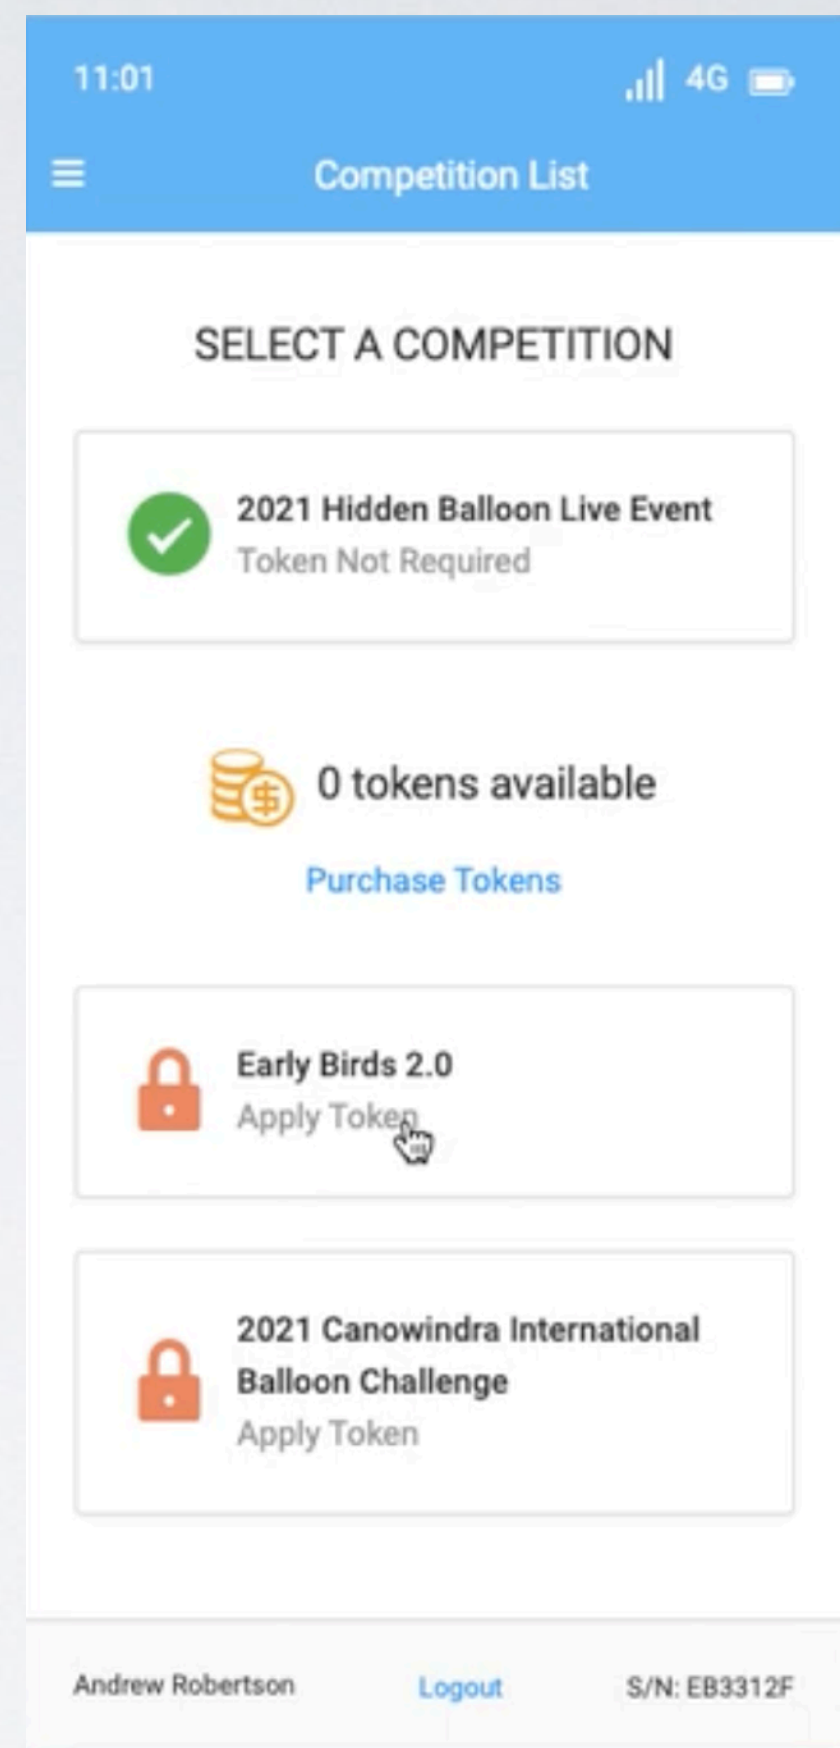 11:01
4G
Competition List
SELECT A COMPETITION
2021 Hidden Balloon Live Event
Token Not Required
0 tokens available
Purchase Tokens
Early Birds 2.0
Apply Token
2021 Canowindra International
Balloon Challenge
Apply Token
Andrew Robertson
Logout
S/N: EB3312F